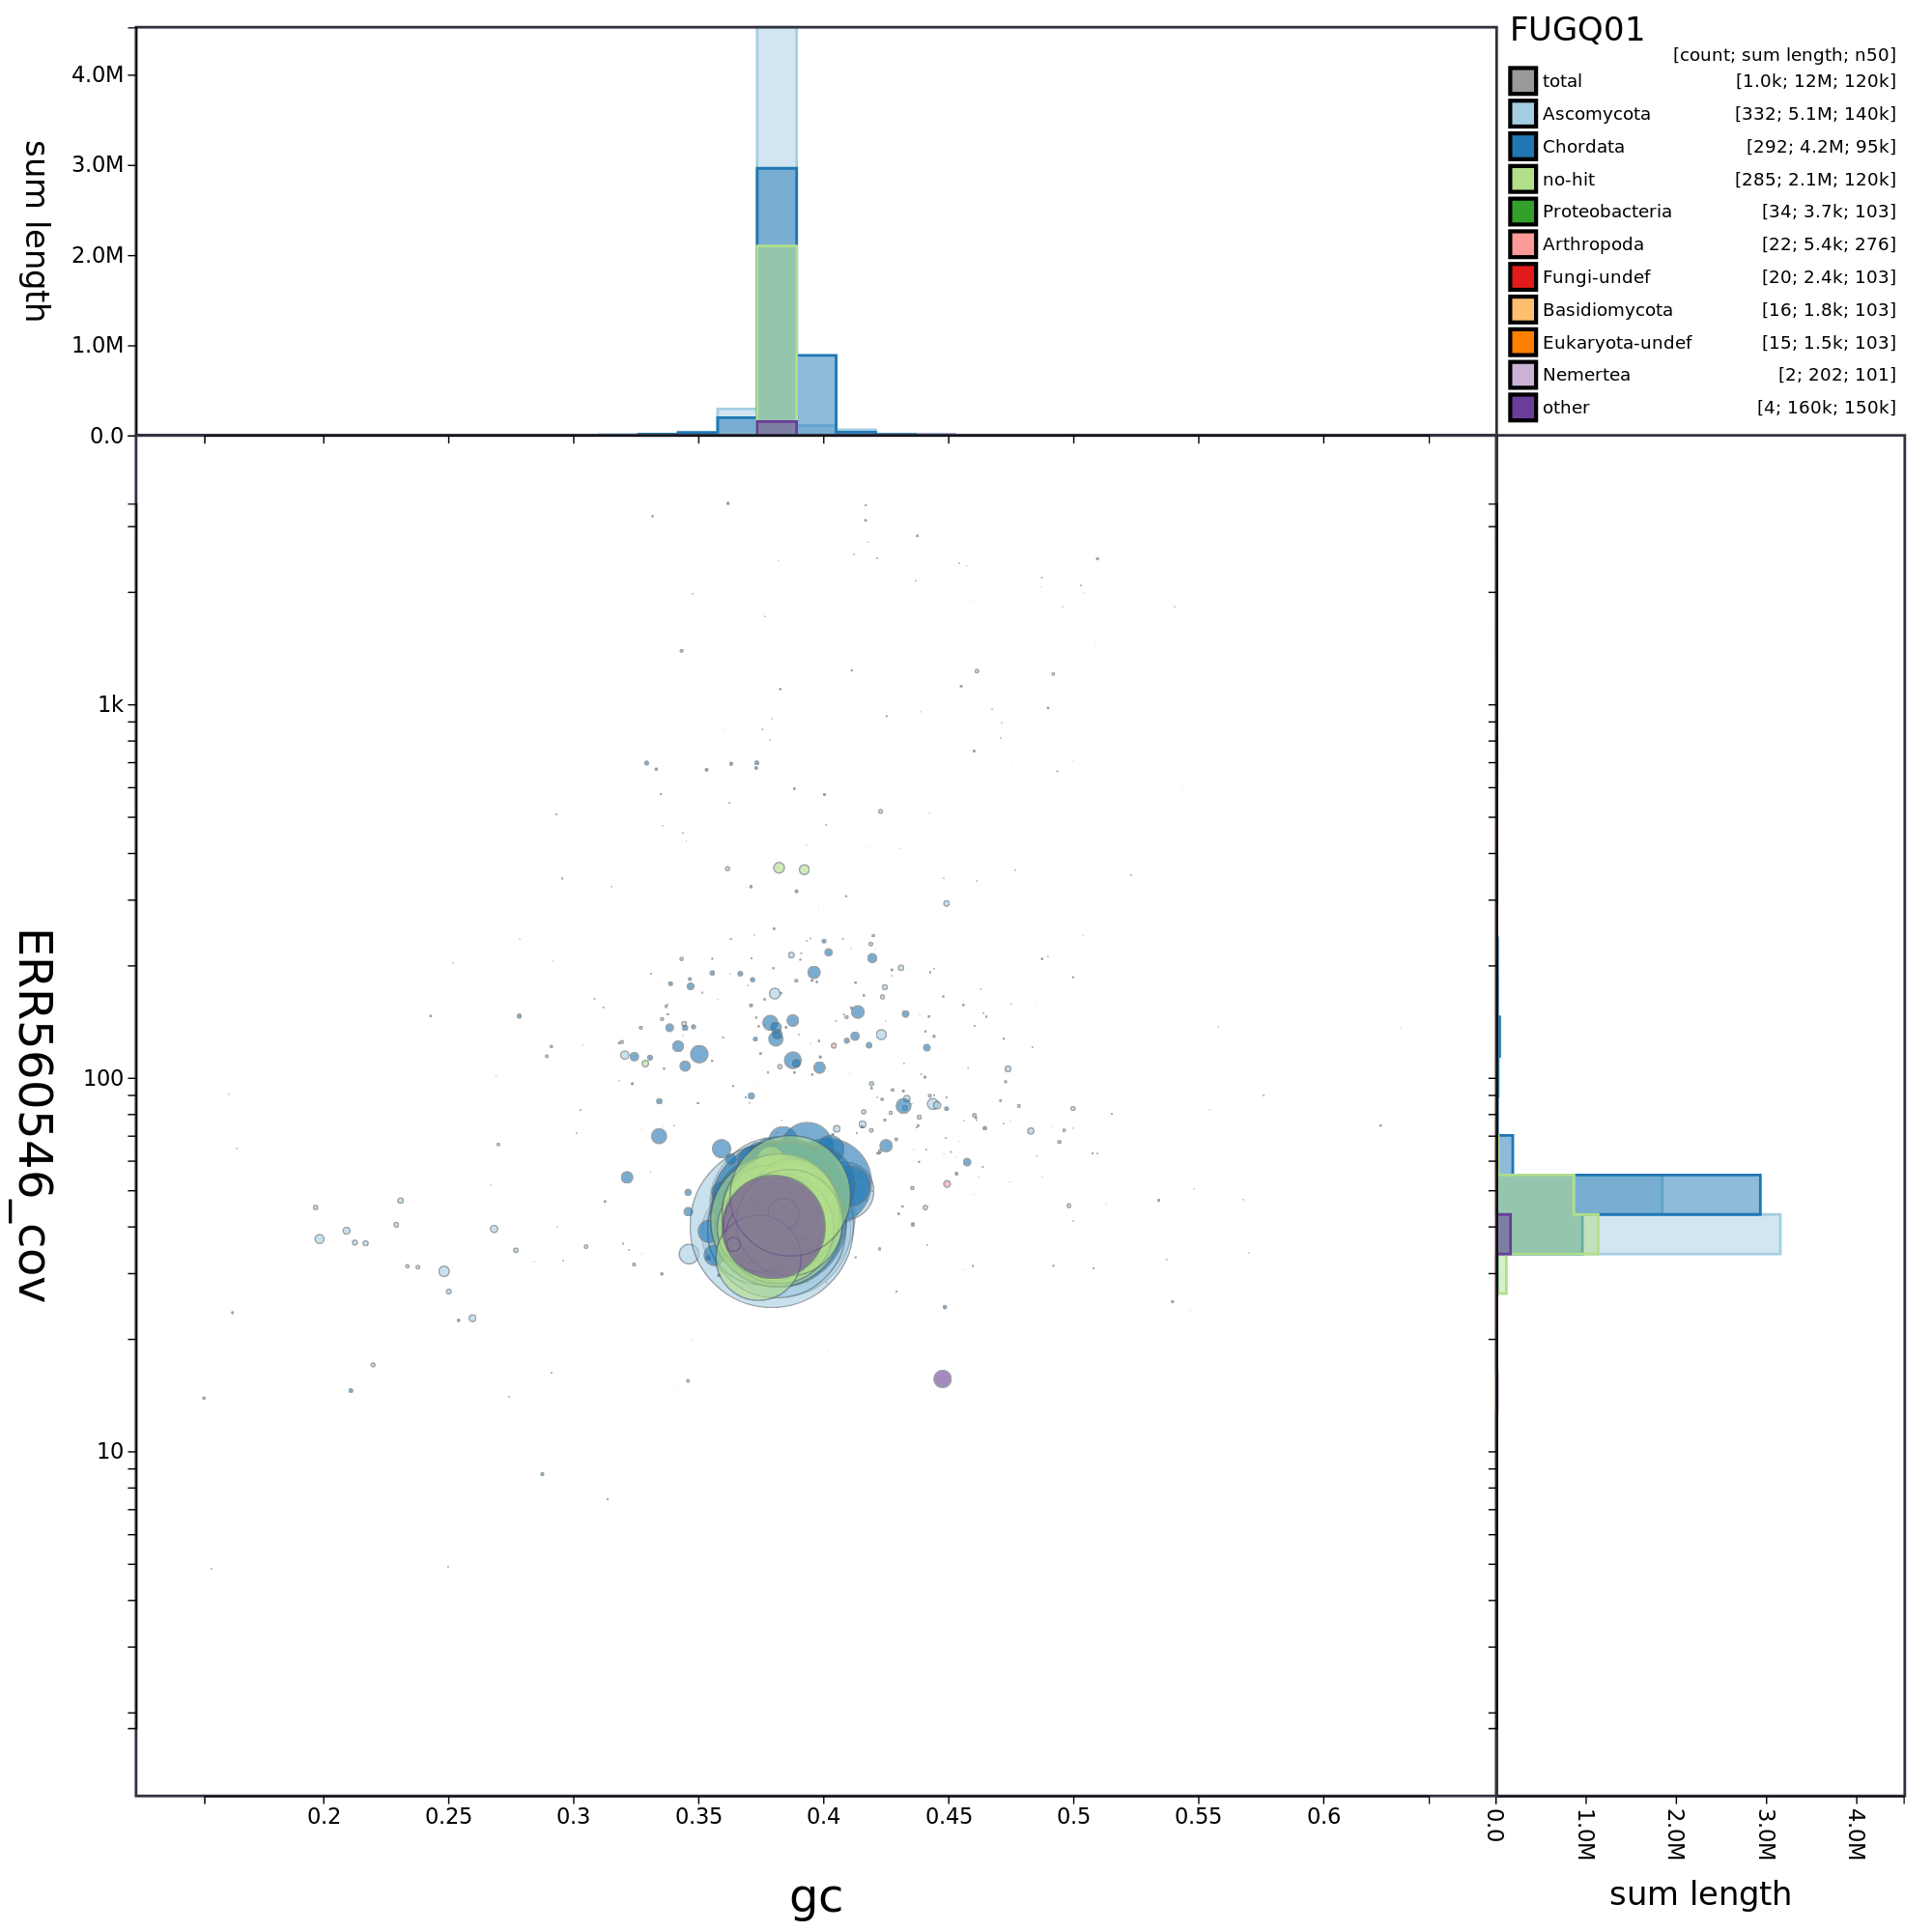 FUGQ01
[count; sum length; n50]
total [1.0k; 12M; 120k]
Ascomycota [332; 5.1M; 140k]
Chordata [292; 4.2M; 95k]
no-hit [285; 2.1M; 120k]
Proteobacteria [34; 3.7k; 103]
Arthropoda [22; 5.4k; 276]
Fungi-undef [20; 2.4k; 103]
Basidiomycota [16; 1.8k; 103]
Eukaryota-undef [15; 1.5k; 103]
Nemertea [2; 202; 101]
other [4; 160k; 150k]
sum length
4.0M
3.0M
2.0M
1.0M
0.0
ERR560546_cov
1k
100
10
0.2 0.25 0.3 0.35 0.4 0.45 0.5 0.55 0.6
gc
0.0 1.0M 2.0M 3.0M 4.0M
sum length